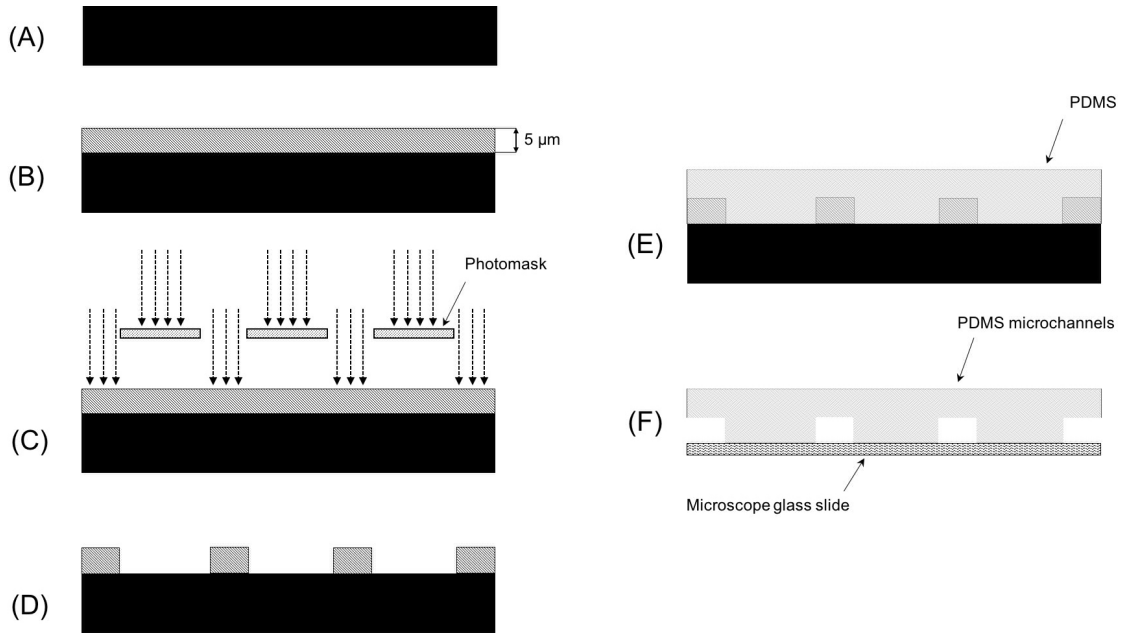 (A)
(B)
5 µm
(C)
Photomask
(D)
PDMS
(E)
PDMS microchannels
(F)
Microscope glass slide